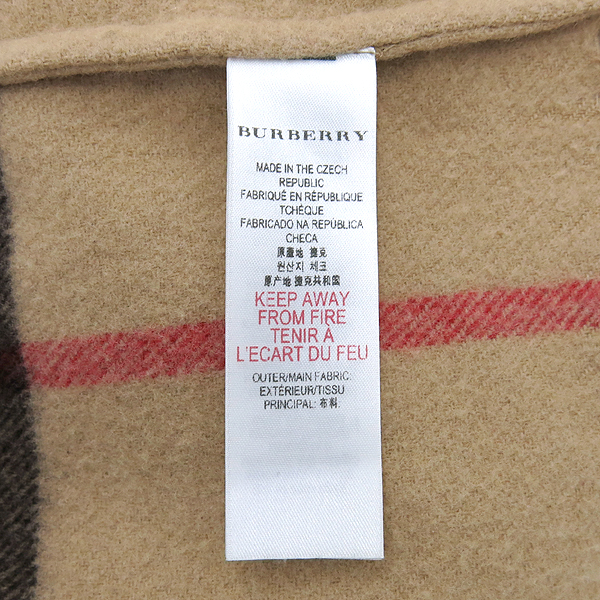 BURBERRY
MADE IN THE CZECH
REPUBLIC
FABRIQUÉ EN RÉPUBLIQUE
TCHÉQUE
FABRICADO NA REPÚBLICA
CHECA
原產地 捷克
원산지 체코
原产地 捷克共和国
KEEP AWAY
FROM FIRE
TENIR À
L'ECART DU FEU
OUTER/MAIN FABRIC:
EXTÉRIEUR/TISSU
PRINCIPAL: 布料: